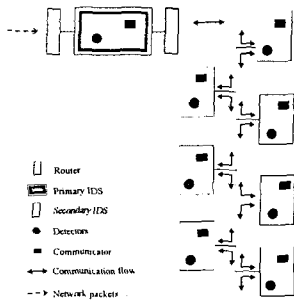 Router
Primary IDS
Secondary IDS
Detectors
Communicator
Communication flow
Network packets